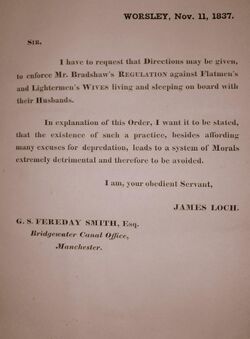 WORSLEY, Nov. 11, 1837.
SIR.
I have to request that Directions may be given,
to enforce Mr. Bradshaw's REGULATION against Flatmen's
and Lightermen's WIVES living and sleeping on board with
their Husbands.
In explanation of this Order, I want it to be stated,
that the existence of such a practice, besides affording
many excuses for depredation, leads to a system of Morals
extremely detrimental and therefore to be avoided.
I am, your obedient Servant,
JAMES LOCH.
G. S. FEREDAY SMITH, Esq.
Bridgewater Canal Office,
Manchester.